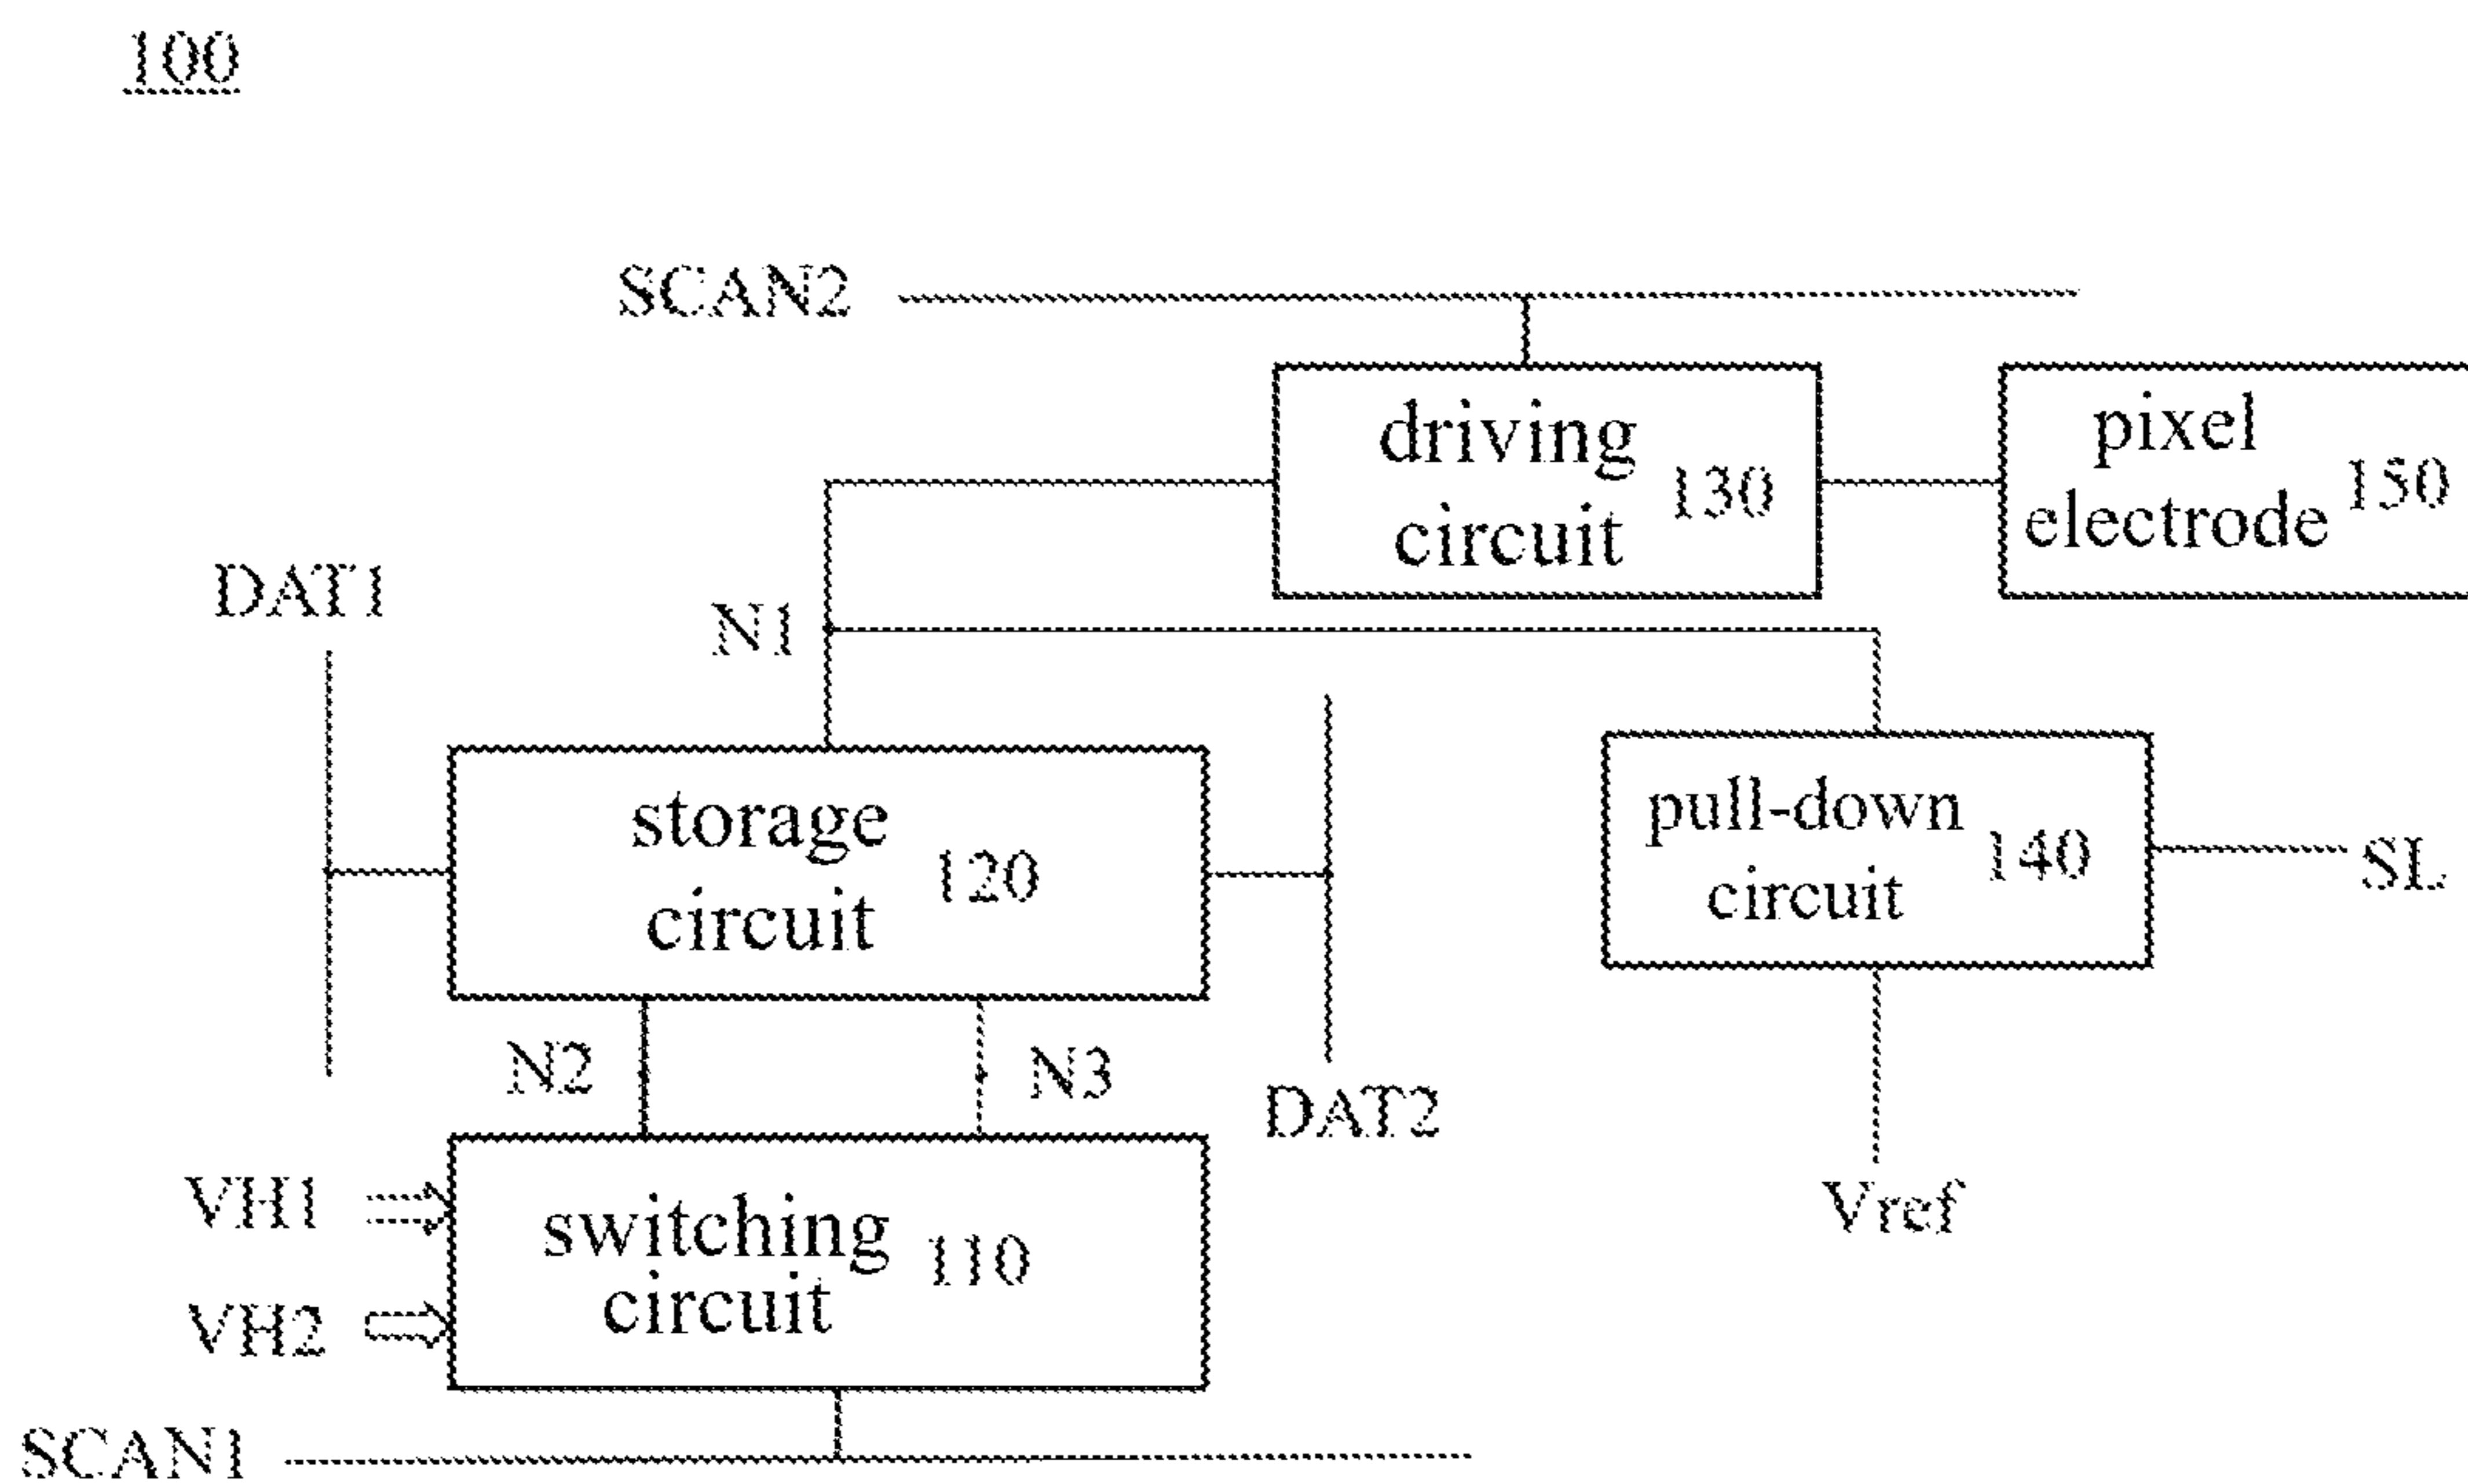 100
SCAN2
driving
circuit
130
pixel
electrode
150
DAT1
N1
storage
circuit
120
pull-down
circuit
140
SL
N2
N3
DAT2
VH1
switching
circuit
110
Vref
VH2
SCAN1